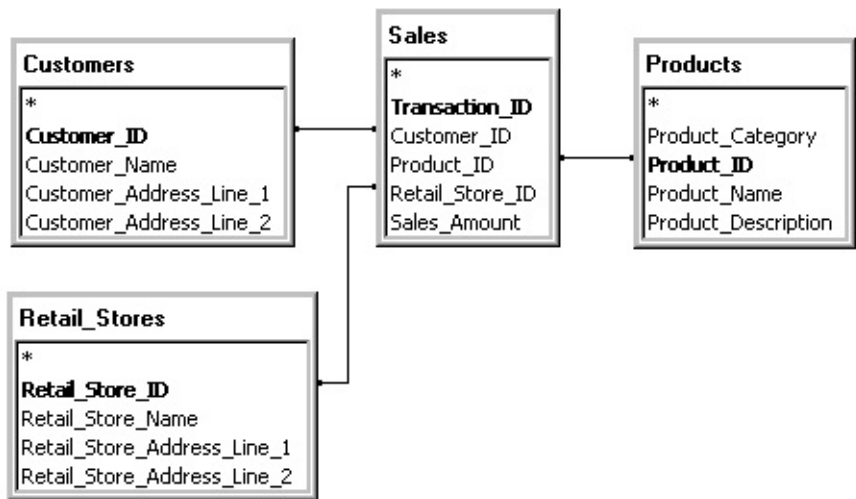 Customers
*
Customer_ID
Customer_Name
Customer_Address_Line_1
Customer_Address_Line_2
Sales
*
Transaction_ID
Customer_ID
Product_ID
Retail_Store_ID
Sales_Amount
Products
*
Product_Category
Product_ID
Product_Name
Product_Description
Retail_Stores
*
Retail_Store_ID
Retail_Store_Name
Retail_Store_Address_Line_1
Retail_Store_Address_Line_2